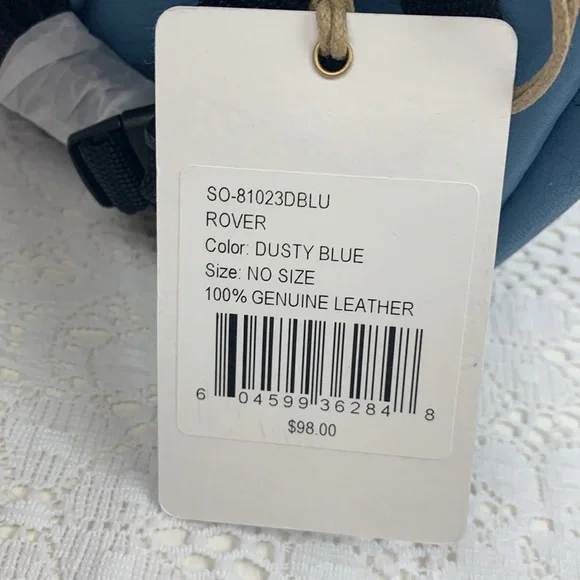 SO-81023DBLU
ROVER
Color: DUSTY BLUE
Size: NO SIZE
100% GENUINE LEATHER
6 04599 36284 8
$98.00